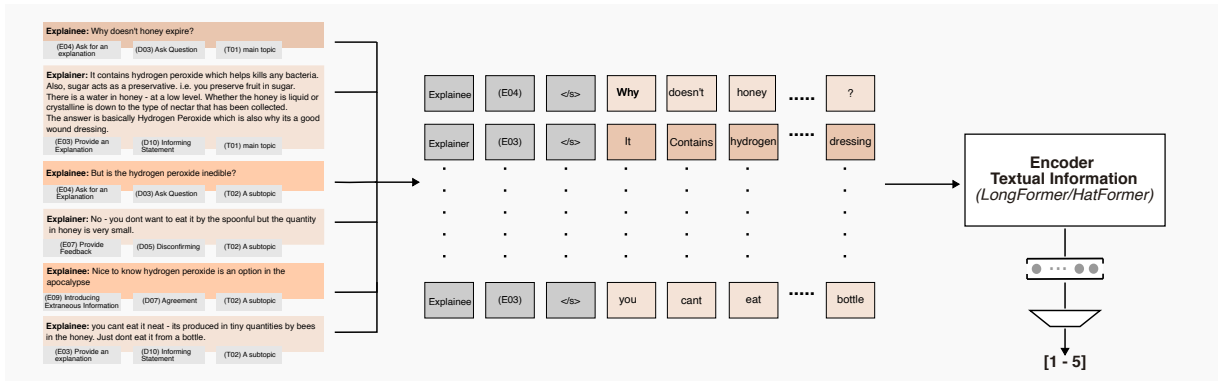 Explainee: Why doesn't honey expire?
(E04) Ask for an
explanation
(D03) Ask Question
(T01) main topic
Explainer: It contains hydrogen peroxide which helps kills any bacteria.
Also, sugar acts as a preservative. i.e. you preserve fruit in sugar.
There is a water in honey - at a low level. Whether the honey is liquid or
crystalline is down to the type of nectar that has been collected.
The answer is basically Hydrogen Peroxide which is also why its a good
wound dressing.
(E03) Provide an
Explanation
(D10) Informing
Statement
(T01) main topic
Explainee: But is the hydrogen peroxide inedible?
(E04) Ask for an
Explanation
(D03) Ask Question
(T02) A subtopic
Explainer: No - you dont want to eat it by the spoonful but the quantity
in honey is very small.
(E07) Provide
Feedback
(D05) Disconfirming
(T02) A subtopic
Explainee: Nice to know hydrogen peroxide is an option in the
apocalypse
(E09) Introducing
Extraneous Information
(D07) Agreement
(T02) A subtopic
Explainee: you cant eat it neat - its produced in tiny quantities by bees
in the honey. Just dont eat it from a bottle.
(E03) Provide an
explanation
(D10) Informing
Statement
(T02) A subtopic
Explainee (E04) </s> Why doesn't honey ..... ?
Explainer (E03) </s> It Contains hydrogen ..... dressing
Explainee (E03) </s> you cant eat ..... bottle
Encoder
Textual Information
(LongFormer/HatFormer)
[1 - 5]